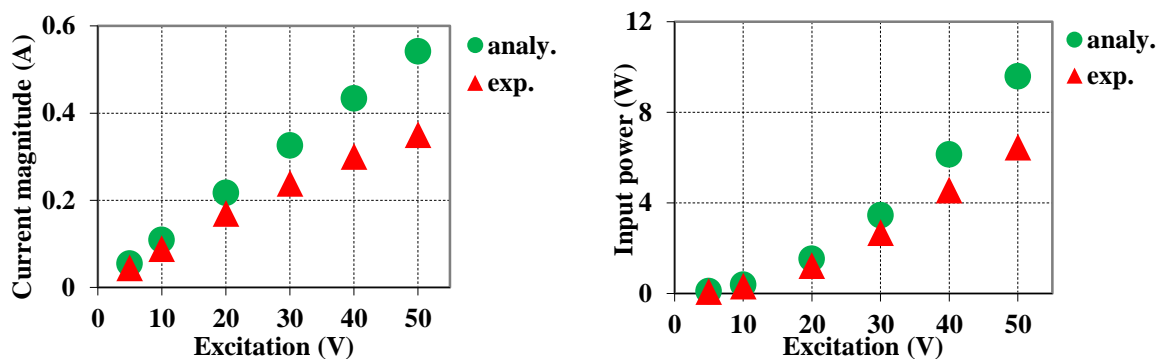 Current magnitude (A)
0.6
0.4
0.2
0
0 10 20 30 40 50
Excitation (V)
analy.
exp.
Input power (W)
12
8
4
0
0 10 20 30 40 50
Excitation (V)
analy.
exp.